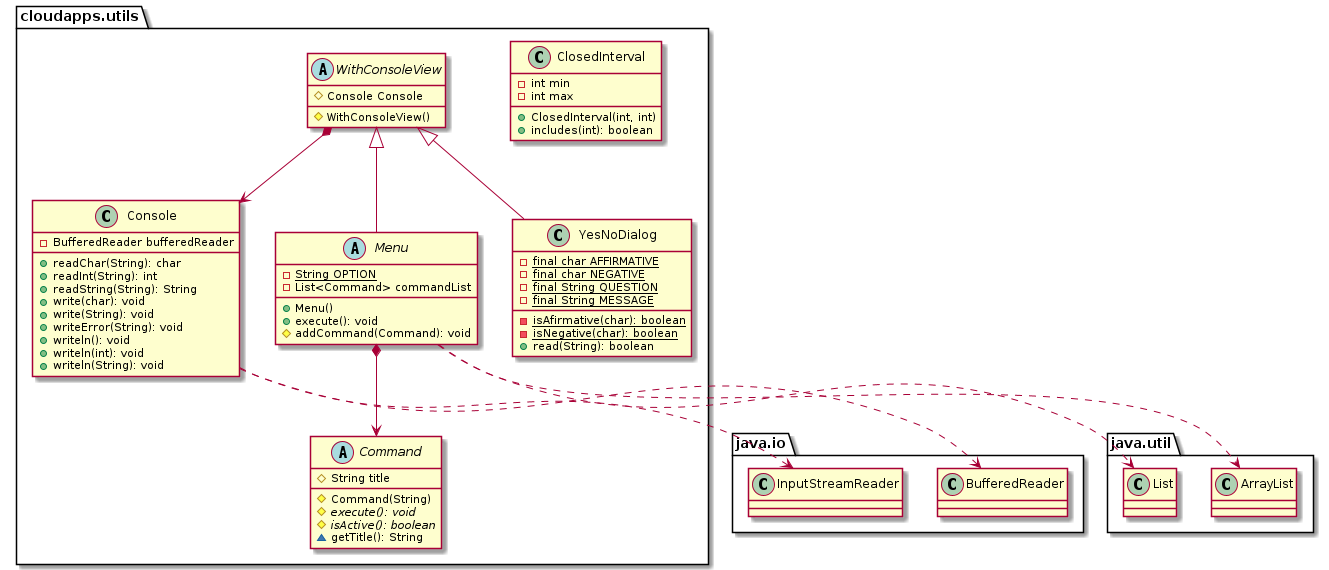 cloudapps.utils
A WithConsoleView
Console Console
WithConsoleView()
C ClosedInterval
int min
int max
ClosedInterval(int, int)
includes(int): boolean
C Console
BufferedReader bufferedReader
readChar(String): char
readInt(String): int
readString(String): String
write(char): void
write(String): void
writeError(String): void
writeln(): void
writeln(int): void
writeln(String): void
A Menu
String OPTION
List<Command> commandList
Menu()
execute(): void
addCommand(Command): void
C YesNoDialog
final char AFFIRMATIVE
final char NEGATIVE
final String QUESTION
final String MESSAGE
isAfirmative(char): boolean
isNegative(char): boolean
read(String): boolean
A Command
String title
Command(String)
execute(): void
isActive(): boolean
getTitle(): String
java.io
C InputStreamReader
C BufferedReader
java.util
C List
C ArrayList